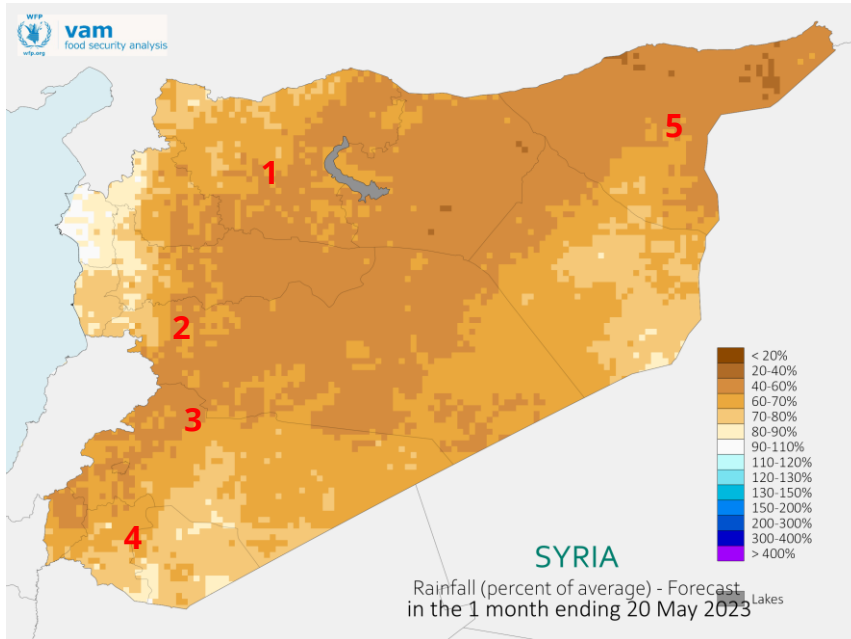 WFP
wfp.org
vam
food security analysis
1
5
2
3
4
< 20%
20-40%
40-60%
60-70%
70-80%
80-90%
90-110%
110-120%
120-130%
130-150%
150-200%
200-300%
300-400%
> 400%
Lakes
SYRIA
Rainfall (percent of average) - Forecast
in the 1 month ending 20 May 2023